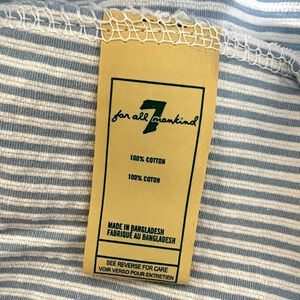 7
for all mankind
100% COTTON
100% COTON
MADE IN BANGLADESH
FABRIQUÉ AU BANGLADESH
SEE REVERSE FOR CARE
VOIR VERSO POUR ENTRETIEN